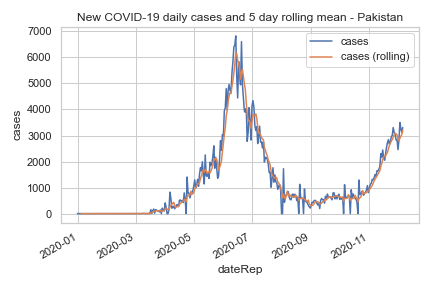 New COVID-19 daily cases and 5 day rolling mean - Pakistan
cases
cases (rolling)
7000
6000
5000
4000
3000
2000
1000
0
cases
2020-01
2020-03
2020-05
2020-07
2020-09
2020-11
dateRep